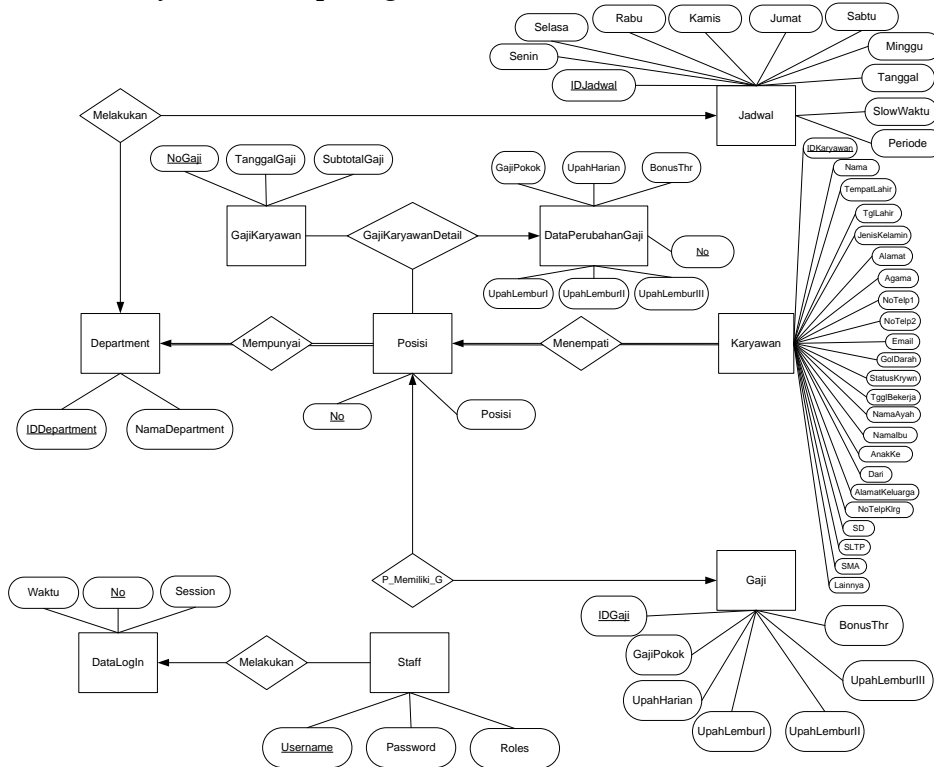 Rabu
Kamis
Jumat
Sabtu
Selasa
Minggu
Senin
Tanggal
IDJadwal
Jadwal
SlowWaktu
Periode
Melakukan
NoGaji
TanggalGaji
SubtotalGaji
GajiPokok
UpahHarian
BonusThr
GajiKaryawan
GajiKaryawanDetail
DataPerubahanGaji
No
UpahLemburI
UpahLemburII
UpahLemburIII
IDKaryawan
Nama
TempatLahir
TglLahir
JenisKelamin
Alamat
Agama
NoTelp1
NoTelp2
Email
GolDarah
StatusKrywn
TgglBekerja
NamaAyah
NamaIbu
AnakKe
Dari
AlamatKeluarga
NoTelpKlrg
SD
SLTP
SMA
Lainnya
Department
Mempunyai
Posisi
Menempati
Karyawan
IDDepartment
NamaDepartment
No
Posisi
P_Memiliki_G
Gaji
IDGaji
BonusThr
GajiPokok
UpahHarian
UpahLemburIII
UpahLemburI
UpahLemburII
Waktu
No
Session
DataLogIn
Melakukan
Staff
Username
Password
Roles